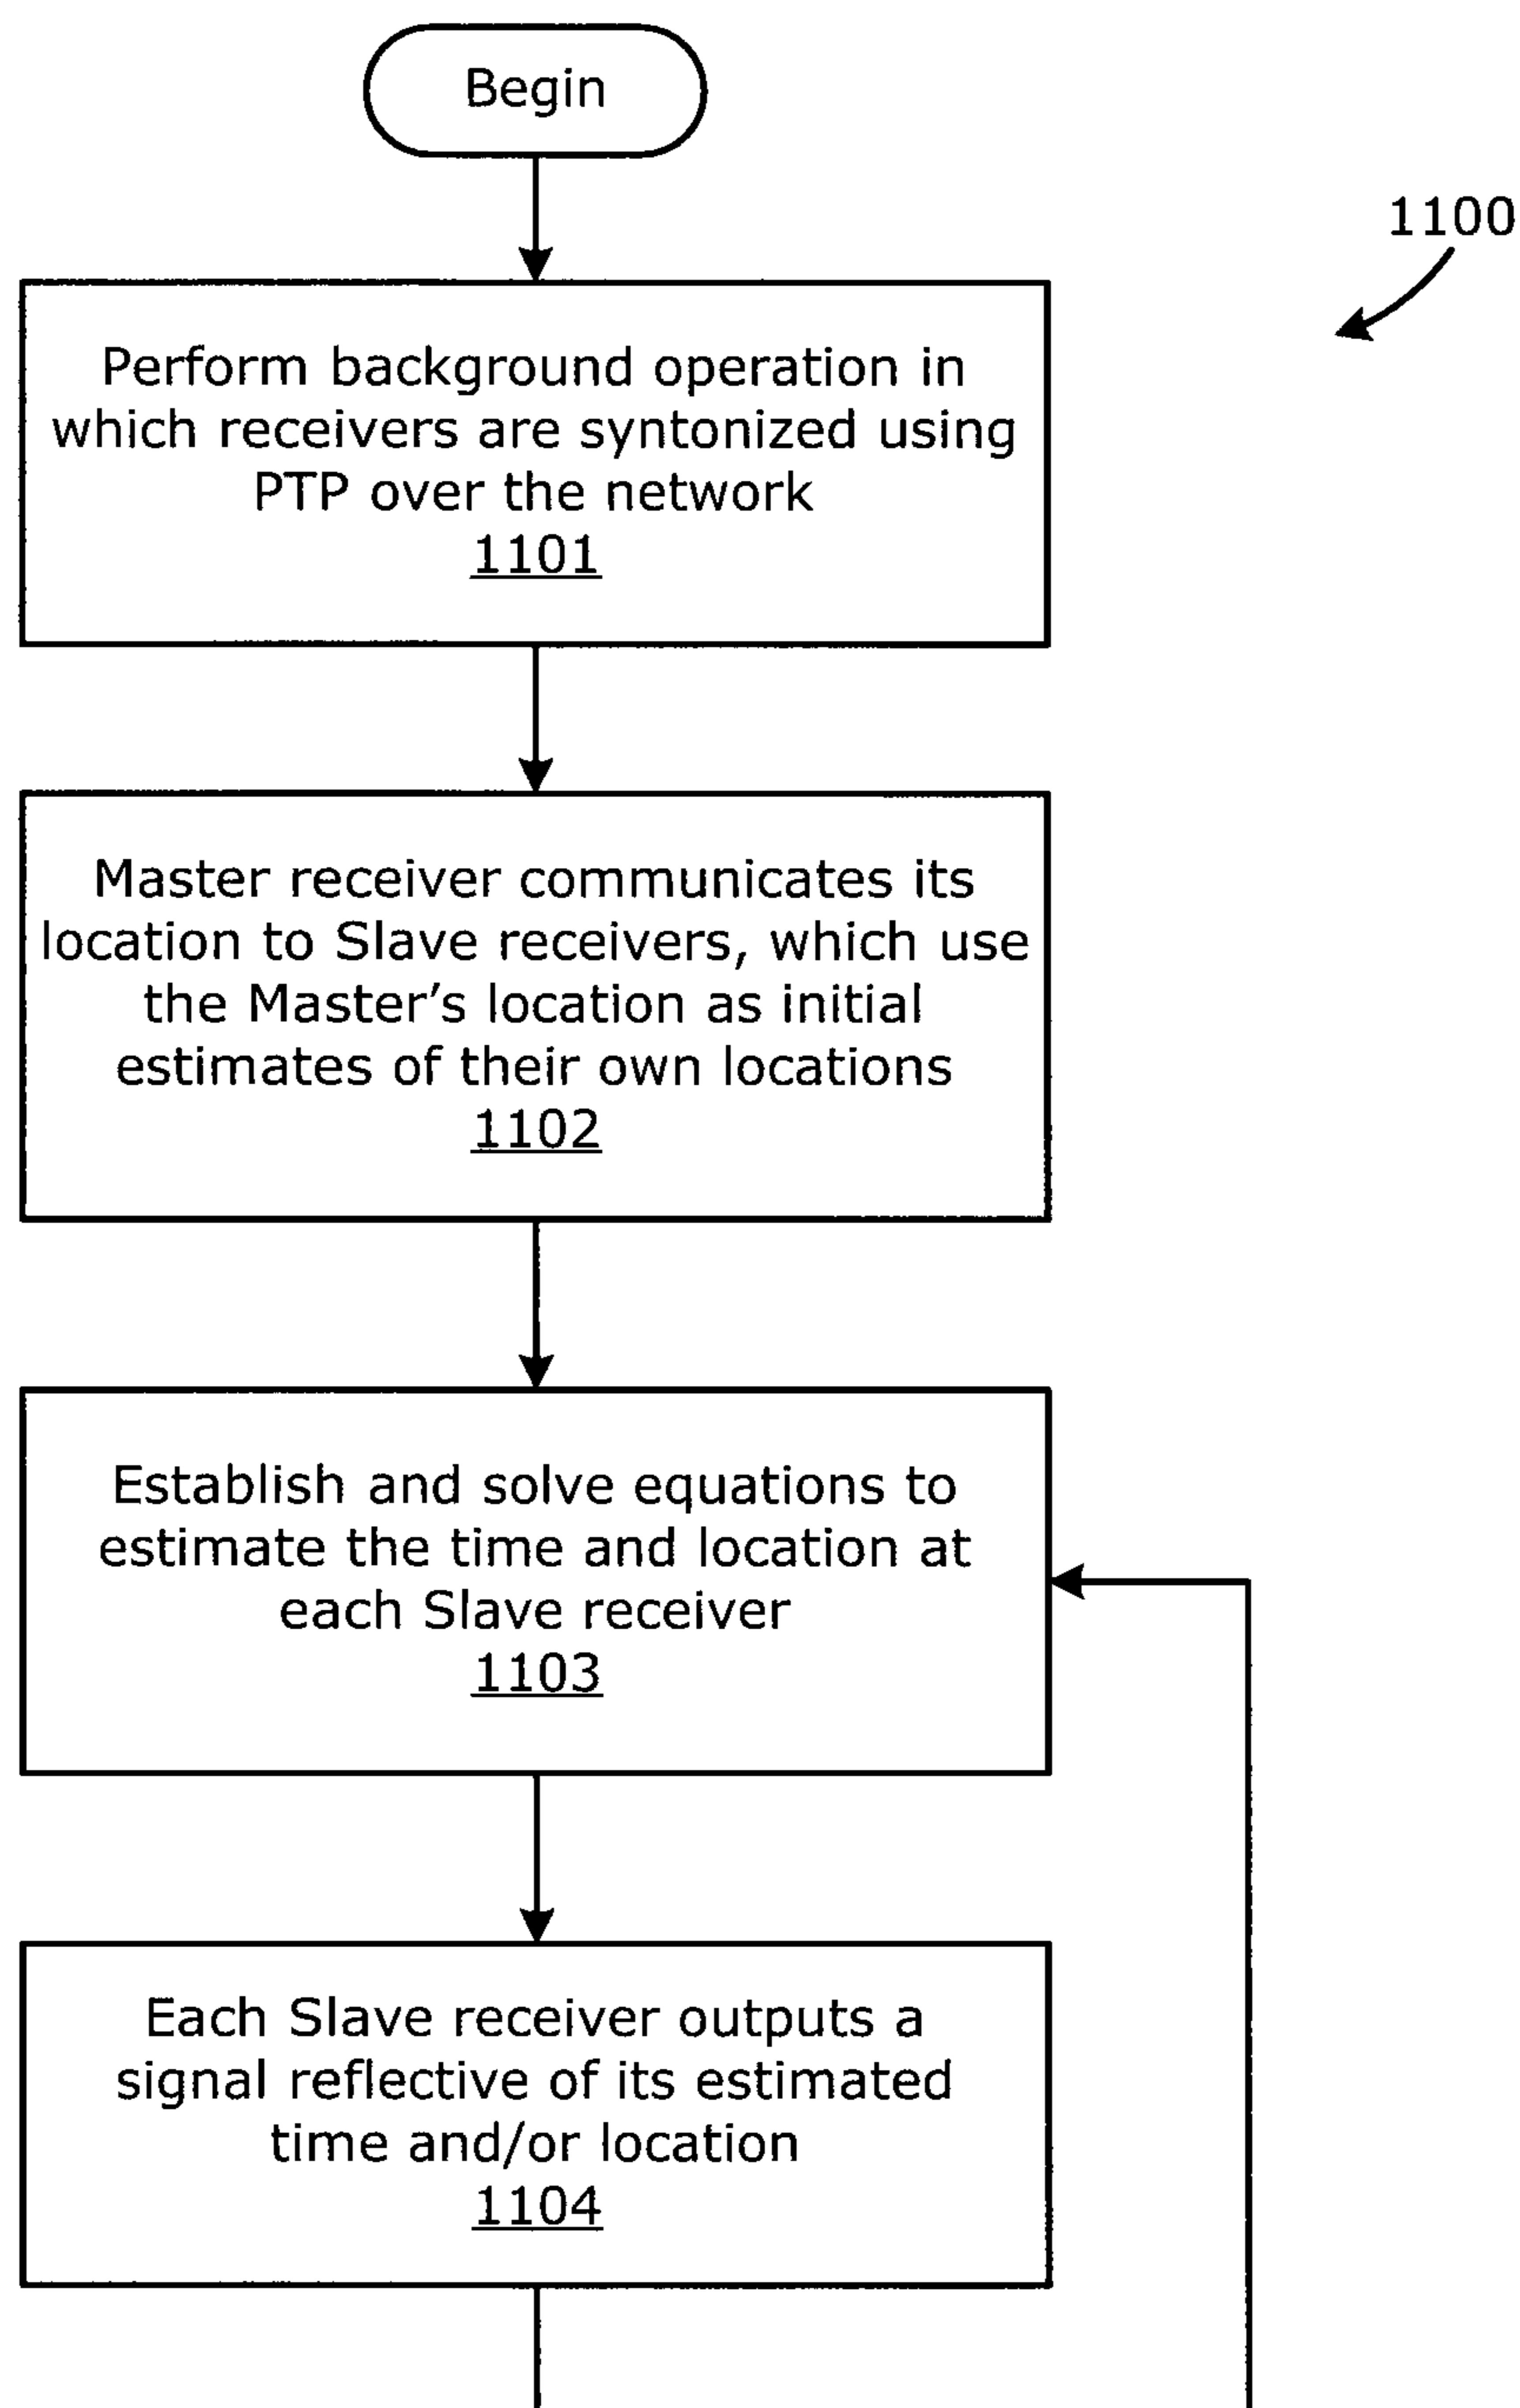 Begin
1100
Perform background operation in
which receivers are syntonized using
PTP over the network
1101
Master receiver communicates its
location to Slave receivers, which use
the Master's location as initial
estimates of their own locations
1102
Establish and solve equations to
estimate the time and location at
each Slave receiver
1103
Each Slave receiver outputs a
signal reflective of its estimated
time and/or location
1104